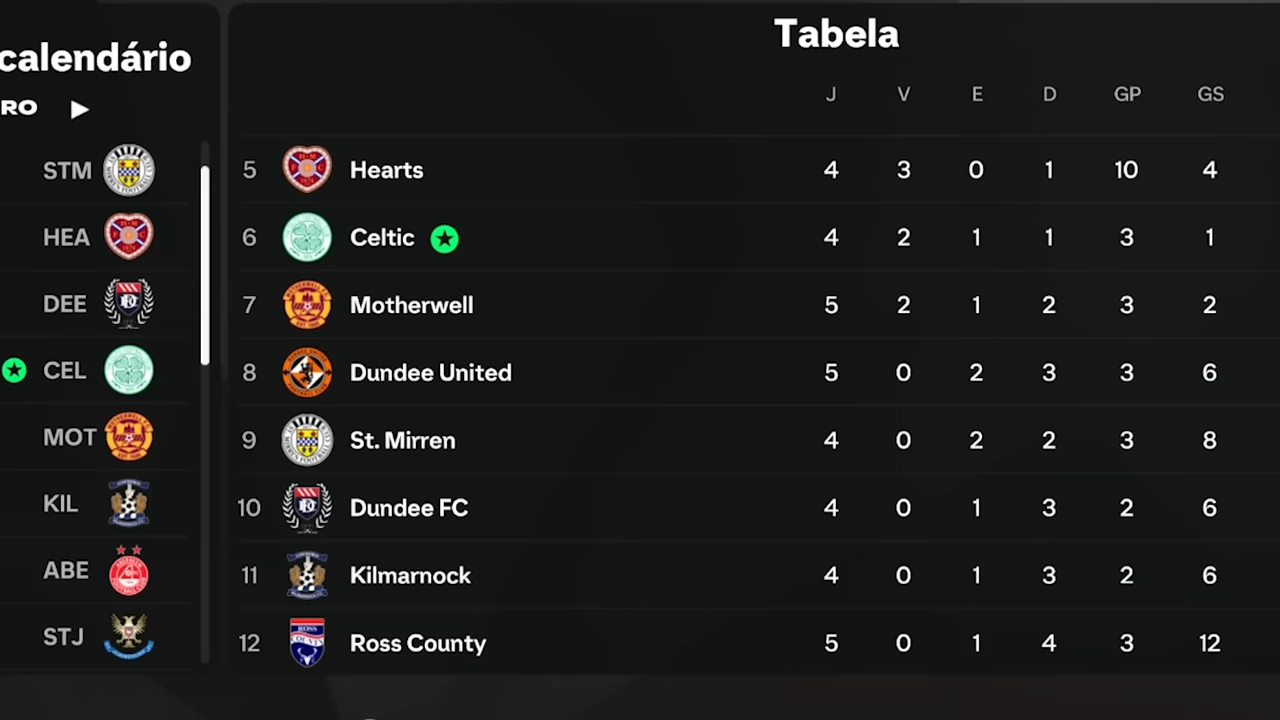 calendário
RO
STM
HEA
DEE
CEL
MOT
KIL
ABE
STJ
Tabela
J V E D GP GS
5 Hearts 4 3 0 1 10 4
6 Celtic 4 2 1 1 3 1
7 Motherwell 5 2 1 2 3 2
8 Dundee United 5 0 2 3 3 6
9 St. Mirren 4 0 2 2 3 8
10 Dundee FC 4 0 1 3 2 6
11 Kilmarnock 4 0 1 3 2 6
12 Ross County 5 0 1 4 3 12